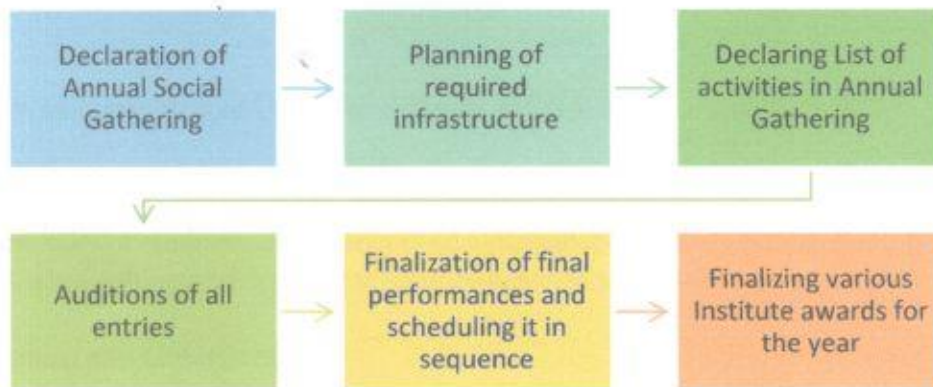 Declaration of
Annual Social
Gathering
Planning of
required
infrastructure
Declaring List of
activities in Annual
Gathering
Auditions of all
entries
Finalization of final
performances and
scheduling it in
sequence
Finalizing various
Institute awards for
the year